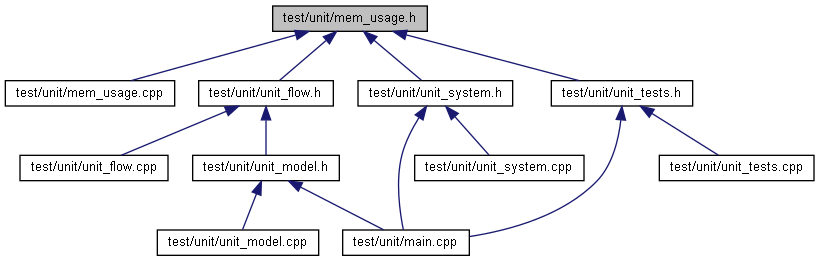 test/unit/mem_usage.h
test/unit/mem_usage.cpp
test/unit/unit_flow.h
test/unit/unit_system.h
test/unit/unit_tests.h
test/unit/unit_flow.cpp
test/unit/unit_model.h
test/unit/unit_system.cpp
test/unit/unit_tests.cpp
test/unit/unit_model.cpp
test/unit/main.cpp